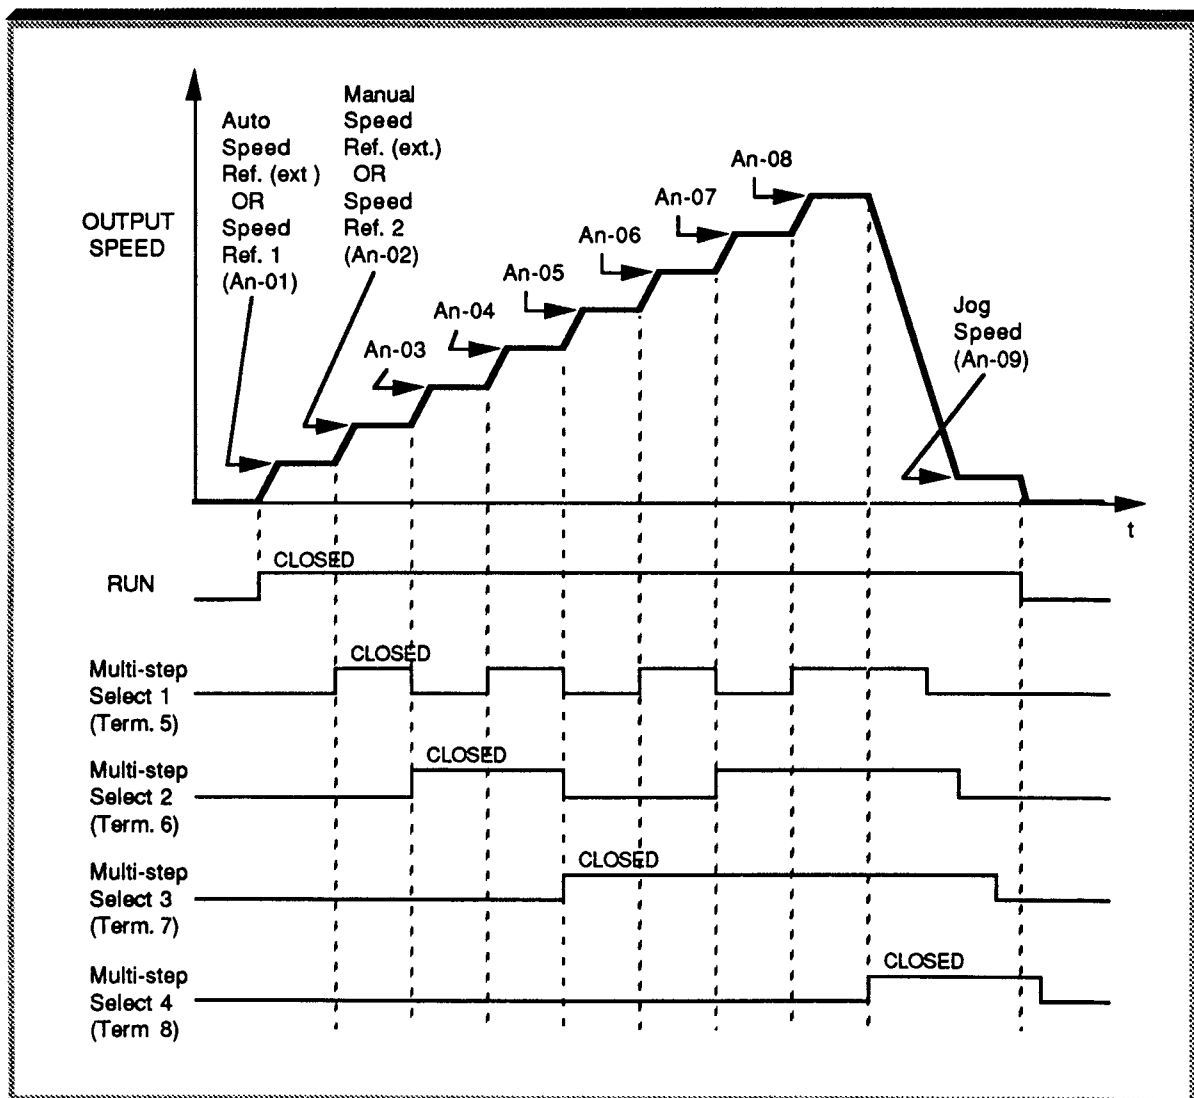 Auto
Speed
Ref. (ext )
OR
Speed
Ref. 1
(An-01)
Manual
Speed
Ref. (ext.)
OR
Speed
Ref. 2
(An-02)
An-03
An-04
An-05
An-06
An-07
An-08
OUTPUT
SPEED
Jog
Speed
(An-09)
t
RUN
CLOSED
Multi-step
Select 1
(Term. 5)
CLOSED
Multi-step
Select 2
(Term. 6)
CLOSED
Multi-step
Select 3
(Term. 7)
CLOSED
Multi-step
Select 4
(Term 8)
CLOSED